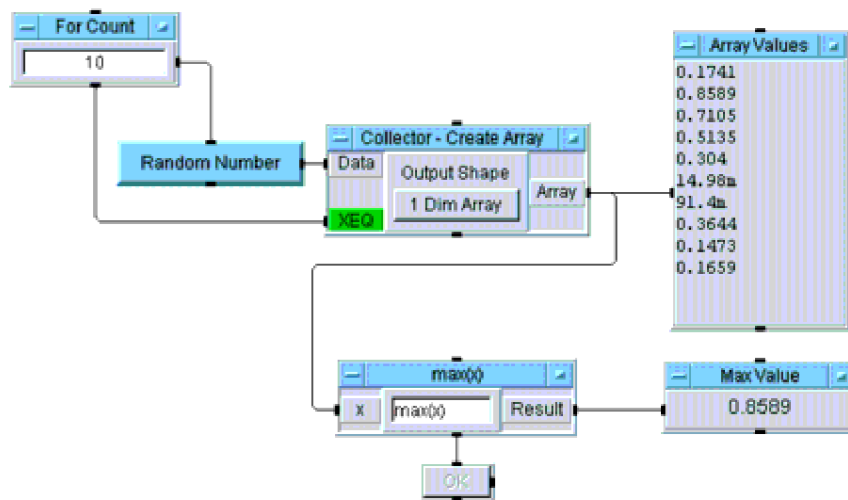 For Count
10
Random Number
Collector - Create Array
Data
Output Shape
1 Dim Array
Array
XEQ
Array Values
0.1741
0.8589
0.7105
0.5135
0.304
14.98m
91.4m
0.3644
0.1473
0.1659
max(x)
x
max(x)
Result
Max Value
0.8589
OK